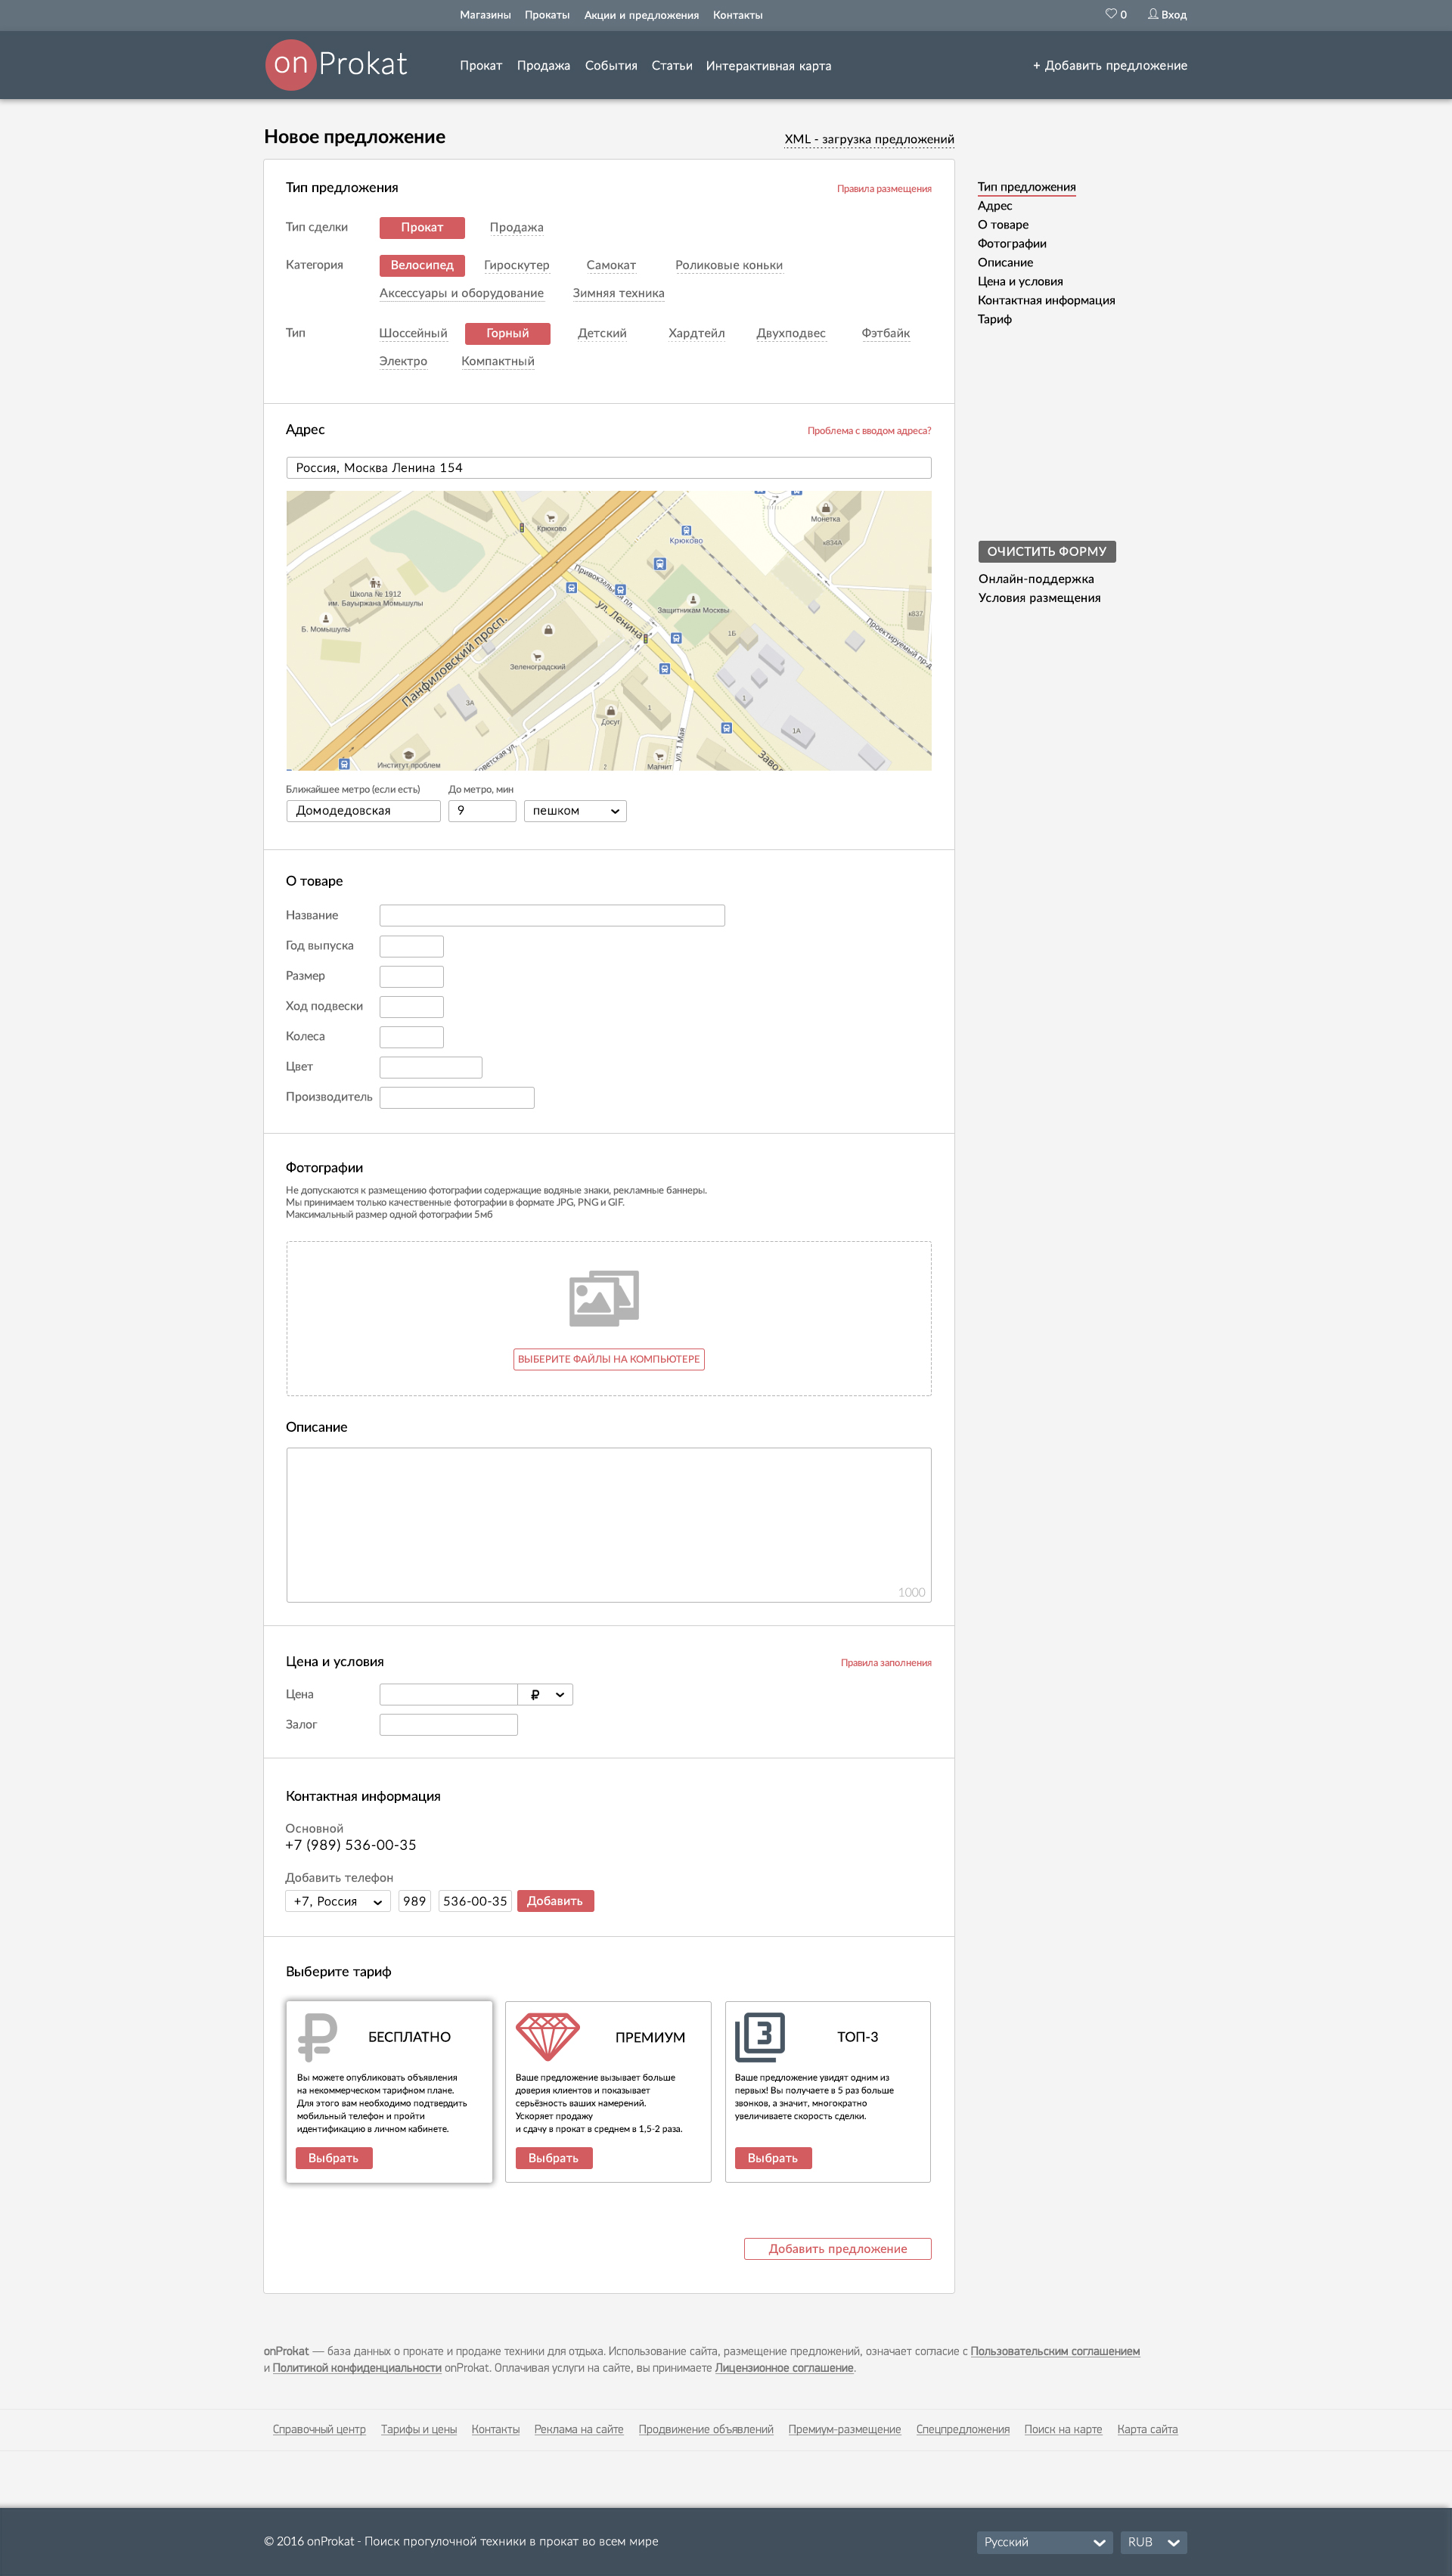 Магазины Прокаты Акции и предложения Контакты 0 Вход
onProkat Прокат Продажа События Статьи Интерактивная карта + Добавить предложение
Новое предложение XML - загрузка предложений
Тип предложения Правила размещения
Тип сделки Прокат Продажа
Категория Велосипед Гироскутер Самокат Роликовые коньки
Аксессуары и оборудование Зимняя техника
Тип Шоссейный Горный Детский Хардтейл Двухподвес Фэтбайк
Электро Компактный
Тип предложения
Адрес
О товаре
Фотографии
Описание
Цена и условия
Контактная информация
Тариф
Адрес Проблема с вводом адреса?
Россия, Москва Ленина 154
Крюково
Крюково
Монетка
к834А
Привокзальная пл.
Школа № 1912
им. Бауыржана Момышулы
Защитникам Москвы
ул. Ленина
к837
Б. Момышулы
1Б
Проектируемый пр-д
Панфиловский просп.
Зеленоградский
3А
1
1
Досуг
1А
ул. 1 Мая
Институт проблем
2
Магнит
ОЧИСТИТЬ ФОРМУ
Онлайн-поддержка
Условия размещения
Ближайшее метро (если есть) До метро, мин
Домодедовская 9 пешком
О товаре
Название
Год выпуска
Размер
Ход подвески
Колеса
Цвет
Производитель
Фотографии
Не допускаются к размещению фотографии содержащие водяные знаки, рекламные баннеры.
Мы принимаем только качественные фотографии в формате JPG, PNG и GIF.
Максимальный размер одной фотографии 5мб
ВЫБЕРИТЕ ФАЙЛЫ НА КОМПЬЮТЕРЕ
Описание
1000
Цена и условия Правила заполнения
Цена ₽
Залог
Контактная информация
Основной
+7 (989) 536-00-35
Добавить телефон
+7, Россия 989 536-00-35 Добавить
Выберите тариф
₽ БЕСПЛАТНО
Вы можете опубликовать объявления
на некоммерческом тарифном плане.
Для этого вам необходимо подтвердить
мобильный телефон и пройти
идентификацию в личном кабинете.
Выбрать
ПРЕМИУМ
Ваше предложение вызывает больше
доверия клиентов и показывает
серьёзность ваших намерений.
Ускоряет продажу
и сдачу в прокат в среднем в 1,5-2 раза.
Выбрать
3 ТОП-3
Ваше предложение увидят одним из
первых! Вы получаете в 5 раз больше
звонков, а значит, многократно
увеличиваете скорость сделки.
Выбрать
Добавить предложение
onProkat — база данных о прокате и продаже техники для отдыха. Использование сайта, размещение предложений, означает согласие с Пользовательским соглашением
и Политикой конфиденциальности onProkat. Оплачивая услуги на сайте, вы принимаете Лицензионное соглашение.
Справочный центр Тарифы и цены Контакты Реклама на сайте Продвижение объявлений Премиум-размещение Спецпредложения Поиск на карте Карта сайта
© 2016 onProkat - Поиск прогулочной техники в прокат во всем мире Русский RUB